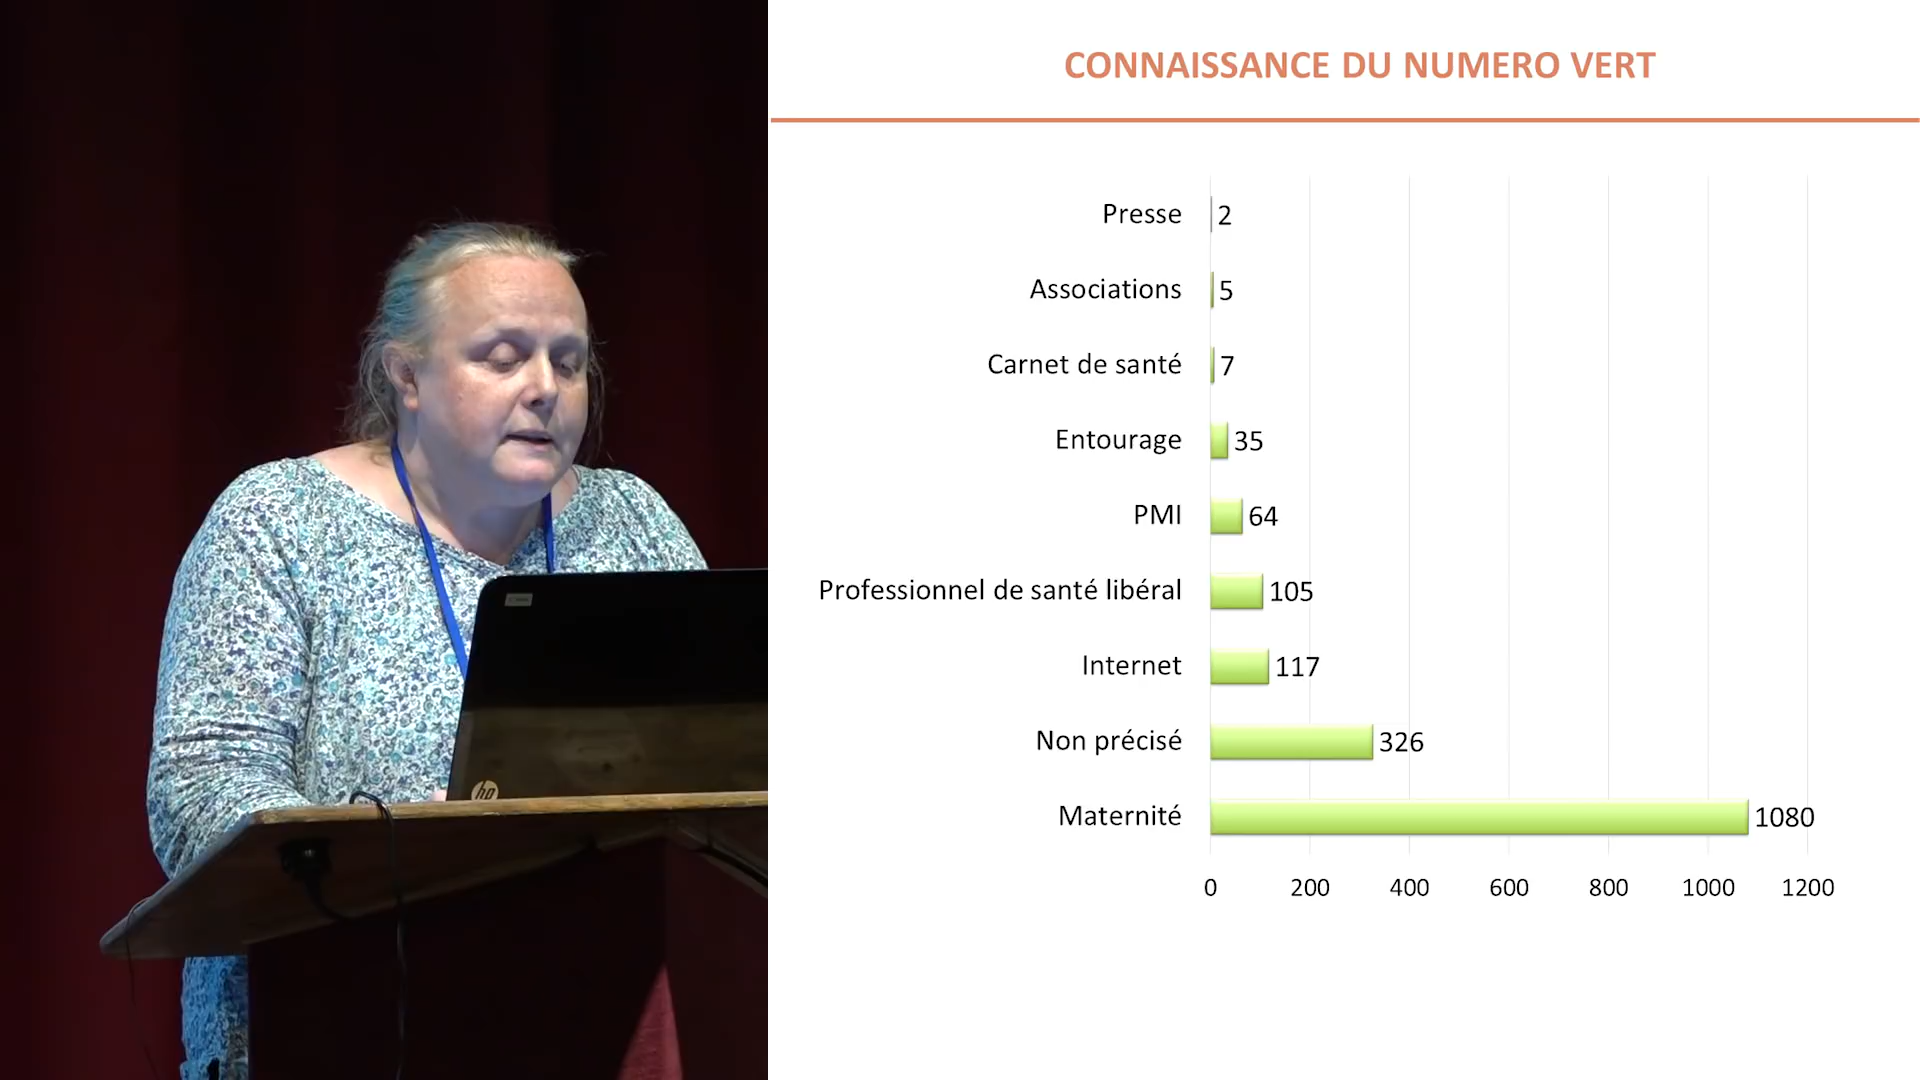 CONNAISSANCE DU NUMERO VERT
Presse 2
Associations 5
Carnet de santé 7
Entourage 35
PMI 64
Professionnel de santé libéral 105
Internet 117
Non précisé 326
Maternité 1080
0 200 400 600 800 1000 1200
hp